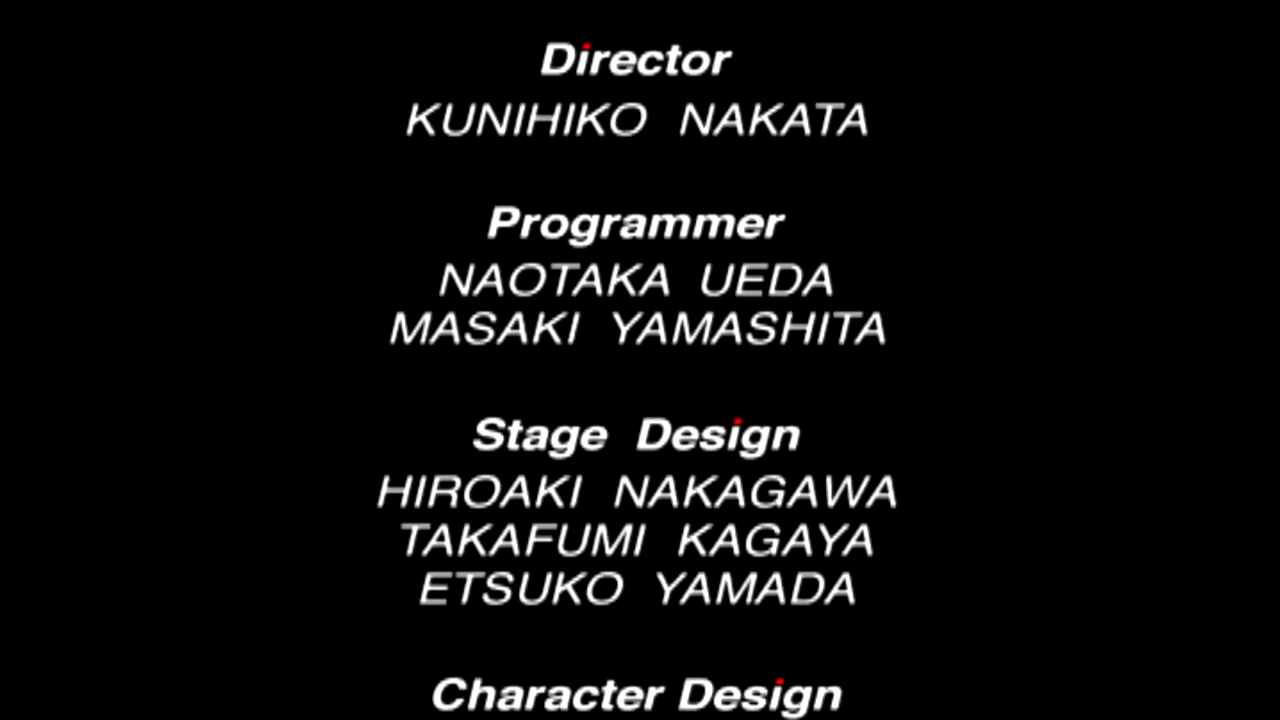 Director
KUNIHIKO NAKATA
Programmer
NAOTAKA UEDA
MASAKI YAMASHITA
Stage Design
HIROAKI NAKAGAWA
TAKAFUMI KAGAYA
ETSUKO YAMADA
Character Design